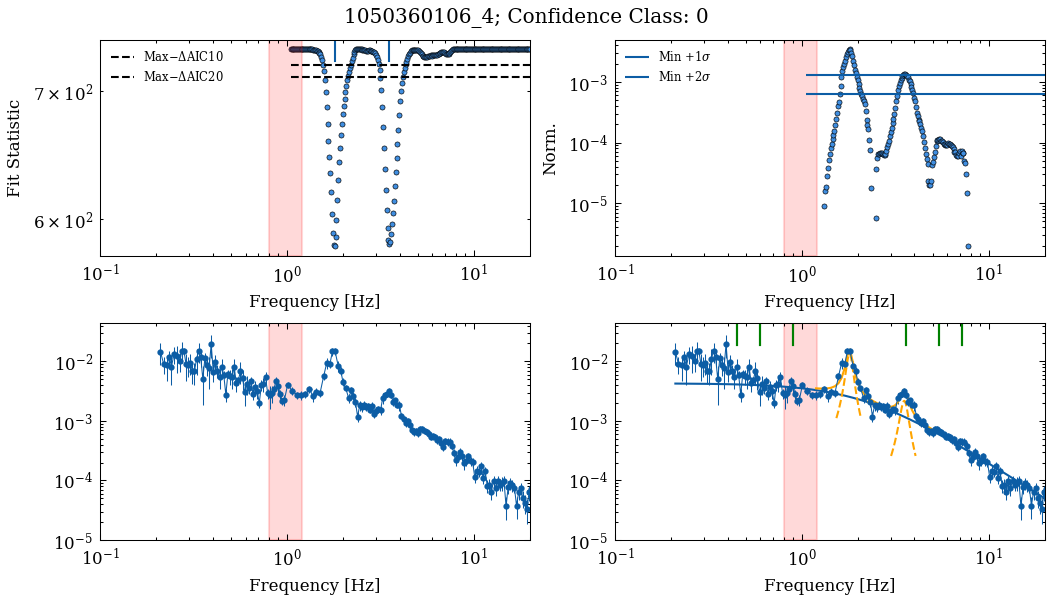 1050360106_4; Confidence Class: 0
Fit Statistic
7 × 10²
6 × 10²
Max−ΔAIC10
Max−ΔAIC20
10⁻¹
10⁰
10¹
Frequency [Hz]
Norm.
10⁻³
10⁻⁴
10⁻⁵
Min +1σ
Min +2σ
10⁻¹
10⁰
10¹
Frequency [Hz]
10⁻²
10⁻³
10⁻⁴
10⁻⁵
10⁻¹
10⁰
10¹
Frequency [Hz]
10⁻²
10⁻³
10⁻⁴
10⁻⁵
10⁻¹
10⁰
10¹
Frequency [Hz]